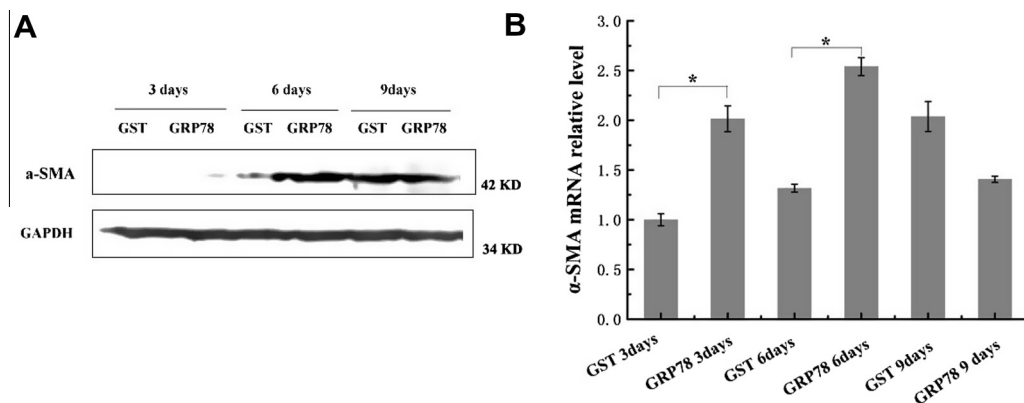 A
3 days 6 days 9days
GST GRP78 GST GRP78 GST GRP78
a-SMA
42 KD
GAPDH
34 KD
B
α-SMA mRNA relative level
3.0
2.5
2.0
1.5
1.0
0.5
0.0
*
*
GST 3days
GRP78 3days
GST 6days
GRP78 6days
GST 9days
GRP78 9 days